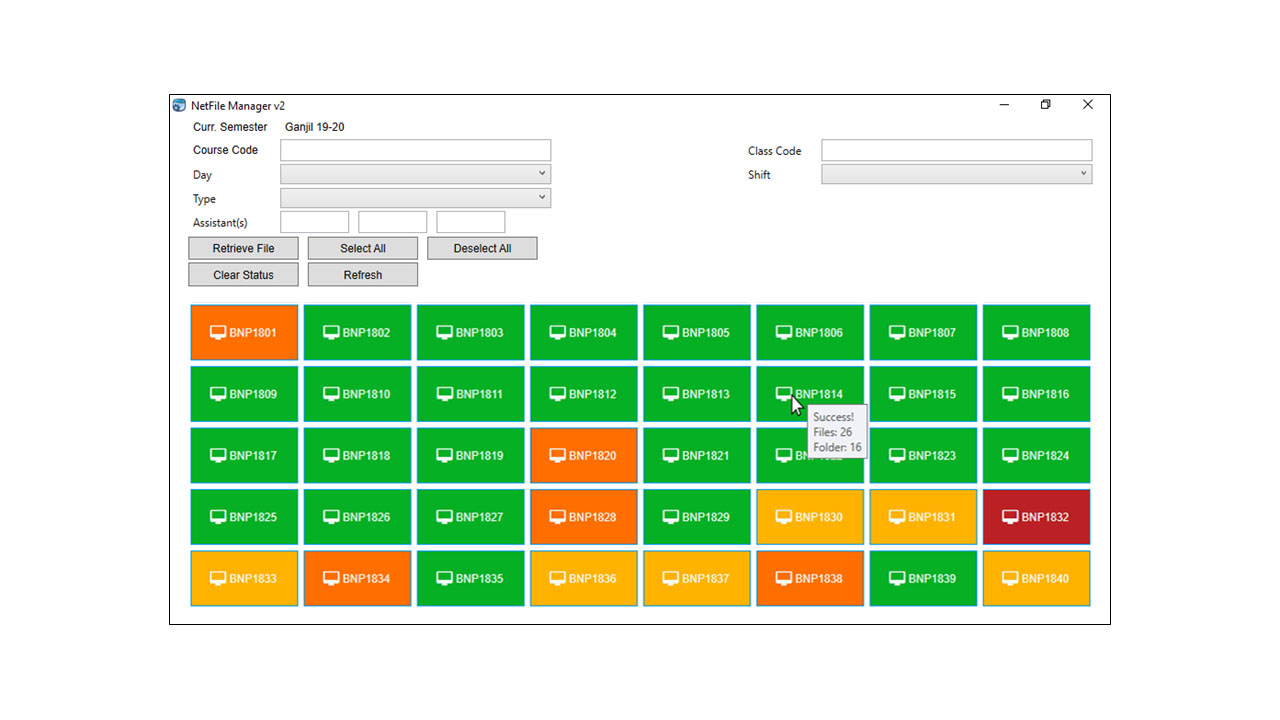 NetFile Manager v2
Curr. Semester Ganjil 19-20
Course Code Class Code
Day Shift
Type
Assistant(s)
Retrieve File Select All Deselect All
Clear Status Refresh
BNP1801 BNP1802 BNP1803 BNP1804 BNP1805 BNP1806 BNP1807 BNP1808
BNP1809 BNP1810 BNP1811 BNP1812 BNP1813 BNP1814 BNP1815 BNP1816
Success!
Files: 26
Folder: 16
BNP1817 BNP1818 BNP1819 BNP1820 BNP1821 BNP1823 BNP1824
BNP1825 BNP1826 BNP1827 BNP1828 BNP1829 BNP1830 BNP1831 BNP1832
BNP1833 BNP1834 BNP1835 BNP1836 BNP1837 BNP1838 BNP1839 BNP1840